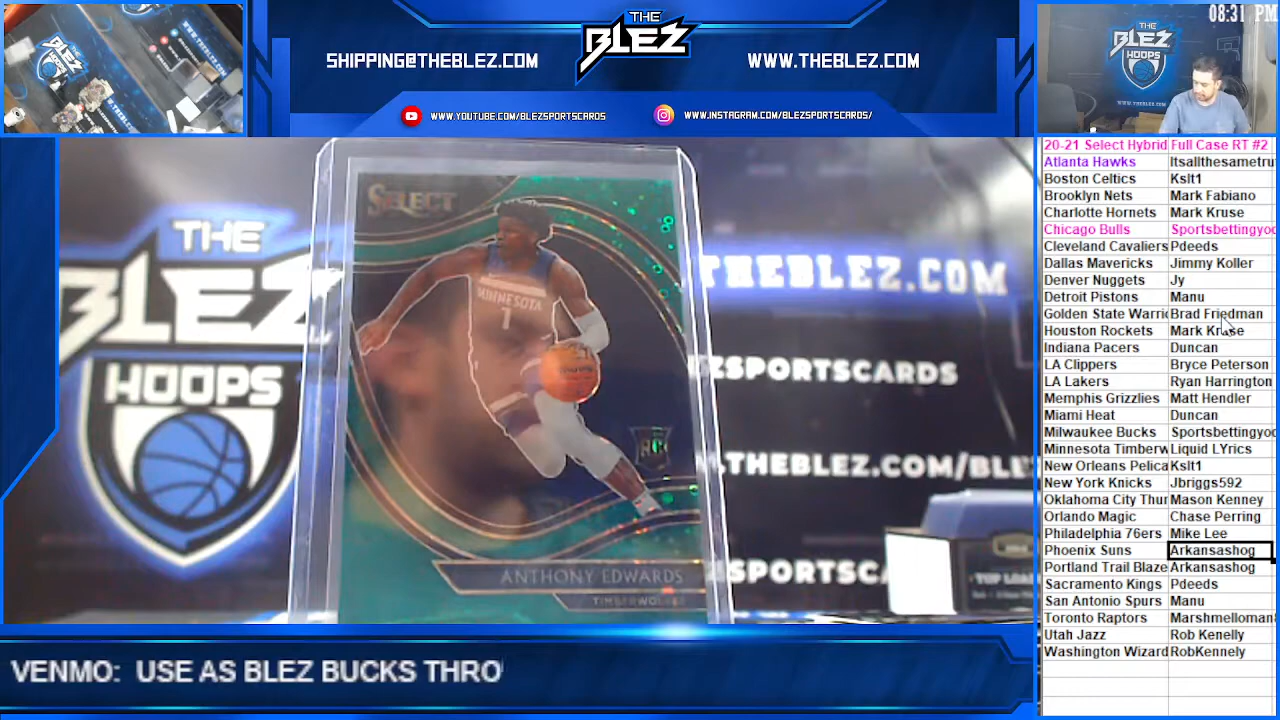 08:31 PM
THE
BLEZ
SHIPPING@THEBLEZ.COM
WWW.THEBLEZ.COM
WWW.YOUTUBE.COM/BLEZSPORTSCARDS
WWW.INSTAGRAM.COM/BLEZSPORTSCARDS/
THE
BLEZ
HOOPS
20-21 Select Hybrid Full Case RT #2
Atlanta Hawks Itsallthesametru
Boston Celtics Kslt1
Brooklyn Nets Mark Fabiano
Charlotte Hornets Mark Kruse
Chicago Bulls Sportsbettingyod
Cleveland Cavaliers Pdeeds
Dallas Mavericks Jimmy Koller
Denver Nuggets Jy
Detroit Pistons Manu
Golden State Warric Brad Friedman
Houston Rockets Mark Kruse
Indiana Pacers Duncan
LA Clippers Bryce Peterson
LA Lakers Ryan Harrington
Memphis Grizzlies Matt Hendler
Miami Heat Duncan
Milwaukee Bucks Sportsbettingyod
Minnesota Timberw Liquid LYrics
New Orleans Pelica Kslt1
New York Knicks Jbriggs592
Oklahoma City Thur Mason Kenney
Orlando Magic Chase Perring
Philadelphia 76ers Mike Lee
Phoenix Suns Arkansashog
Portland Trail Blaze Arkansashog
Sacramento Kings Pdeeds
San Antonio Spurs Manu
Toronto Raptors Marshmelloman
Utah Jazz Rob Kenelly
Washington Wizard RobKennely
THE
BLEZ
HOOPS
SELECT
MINNESOTA
1
RC
ANTHONY EDWARDS
TIMBERWOLVES
THEBLEZ.COM
EZSPORTSCARDS
.THEBLEZ.COM/BLE
SPORTSCA
VENMO: USE AS BLEZ BUCKS THRO